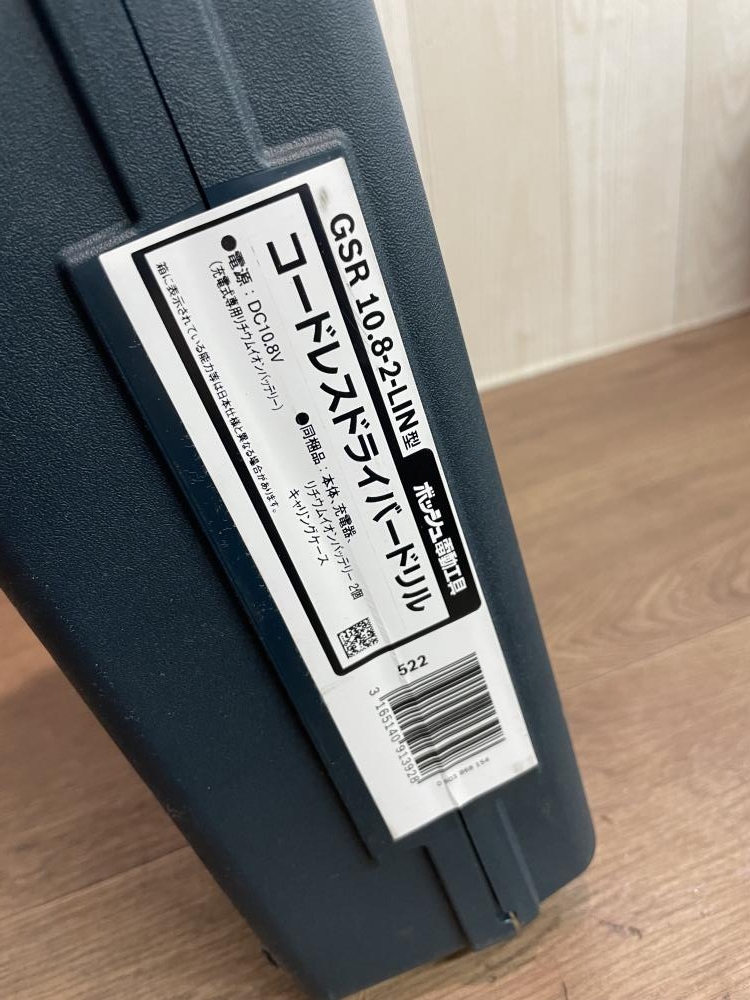 GSR 10.8-2-LIN型
ボッシュ電動工具
コードレスドライバードリル
●電源：DC10.8V
（充電式専用リチウムイオンバッテリー）
●同梱品：本体、充電器、
リチウムイオンバッテリー 2個
キャリングケース
箱に表示されている能力等は日本仕様と異なる場合があります。
522
3 165140 913928